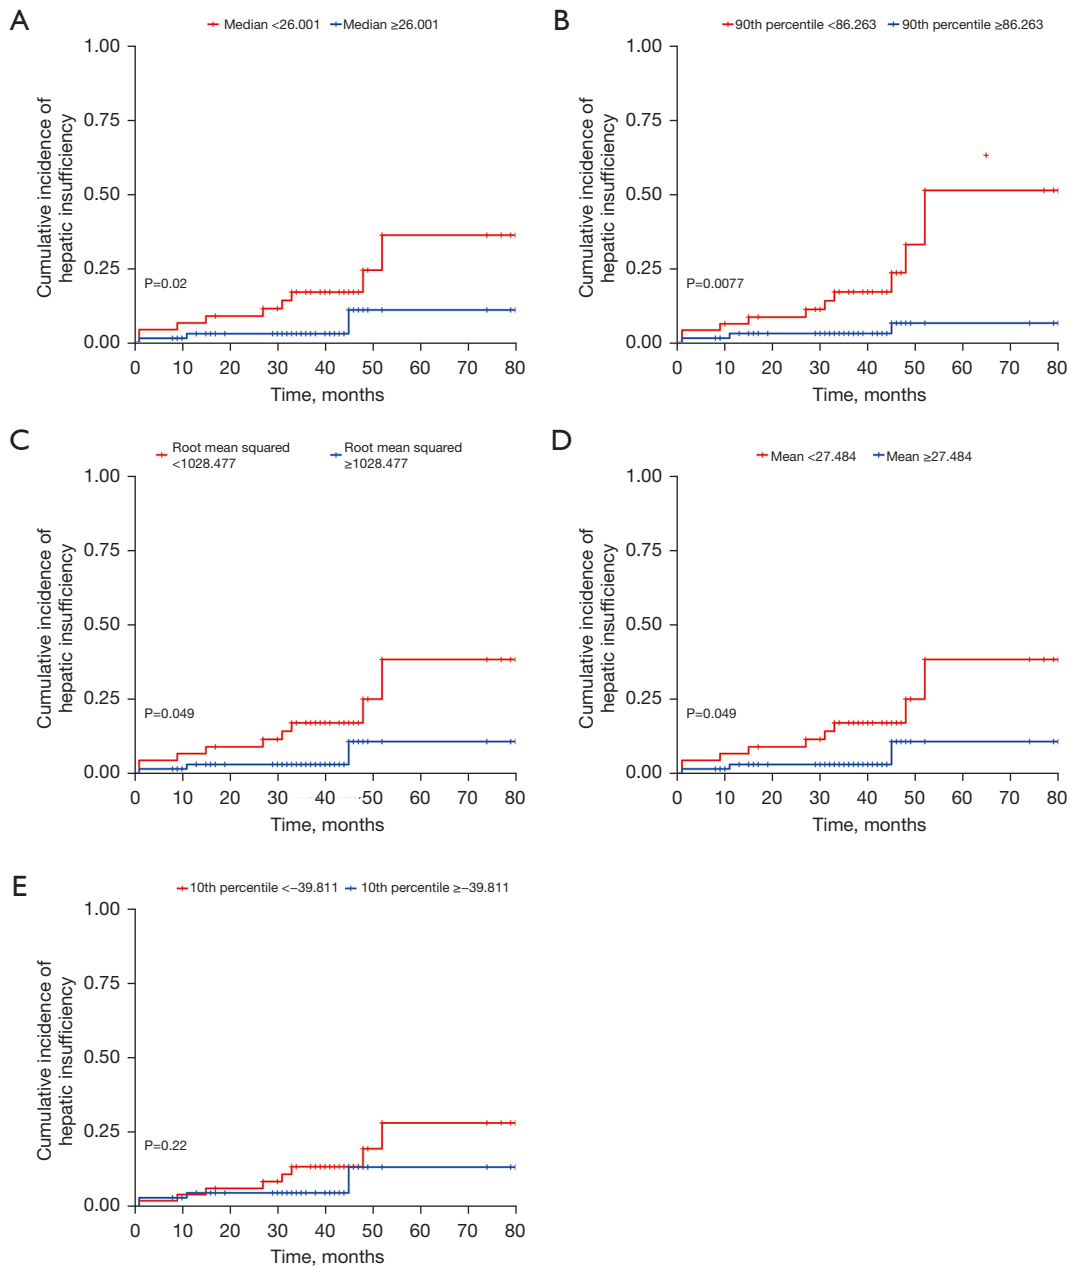 A
Median <26.001 Median ≥26.001
Cumulative incidence of
hepatic insufficiency
1.00
0.75
0.50
0.25
0.00
P=0.02
0 10 20 30 40 50 60 70 80
Time, months
B
90th percentile <86.263 90th percentile ≥86.263
Cumulative incidence of
hepatic insufficiency
1.00
0.75
0.50
0.25
0.00
P=0.0077
0 10 20 30 40 50 60 70 80
Time, months
C
Root mean squared
<1028.477
Root mean squared
≥1028.477
Cumulative incidence of
hepatic insufficiency
1.00
0.75
0.50
0.25
0.00
P=0.049
0 10 20 30 40 50 60 70 80
Time, months
D
Mean <27.484 Mean ≥27.484
Cumulative incidence of
hepatic insufficiency
1.00
0.75
0.50
0.25
0.00
P=0.049
0 10 20 30 40 50 60 70 80
Time, months
E
10th percentile <−39.811 10th percentile ≥−39.811
Cumulative incidence of
hepatic insufficiency
1.00
0.75
0.50
0.25
0.00
P=0.22
0 10 20 30 40 50 60 70 80
Time, months